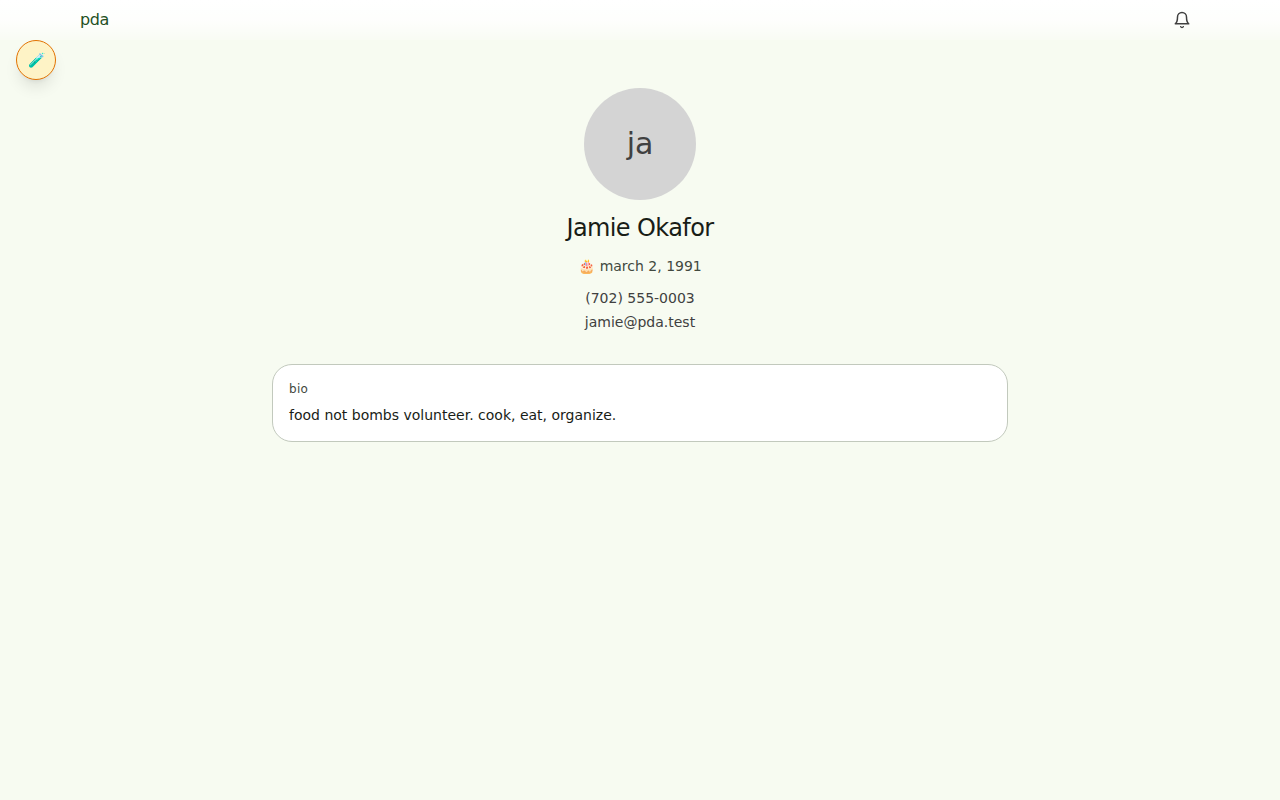 pda
ja
Jamie Okafor
🎂 march 2, 1991
(702) 555-0003
jamie@pda.test
bio
food not bombs volunteer. cook, eat, organize.